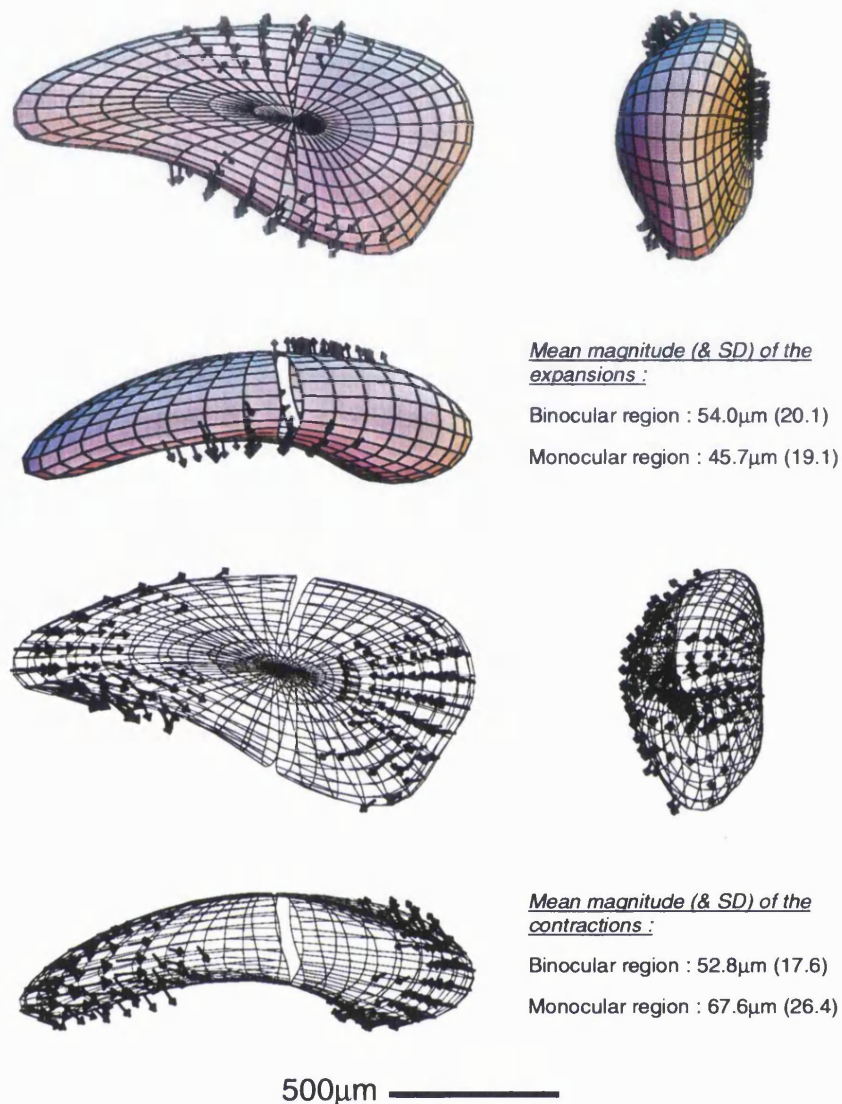 Mean magnitude (& SD) of the
expansions :
Binocular region : 54.0µm (20.1)
Monocular region : 45.7µm (19.1)
Mean magnitude (& SD) of the
contractions :
Binocular region : 52.8µm (17.6)
Monocular region : 67.6µm (26.4)
500µm